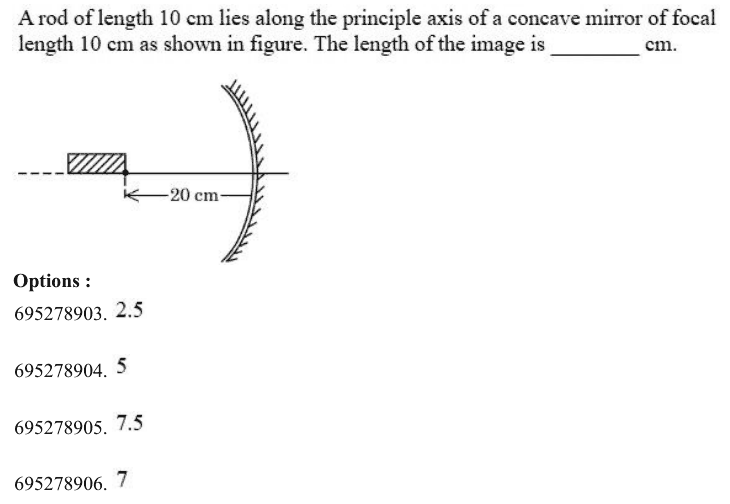 A rod of length 10 cm lies along the principle axis of a concave mirror of focal
length 10 cm as shown in figure. The length of the image is ________ cm.
20 cm
Options :
695278903. 2.5
695278904. 5
695278905. 7.5
695278906. 7